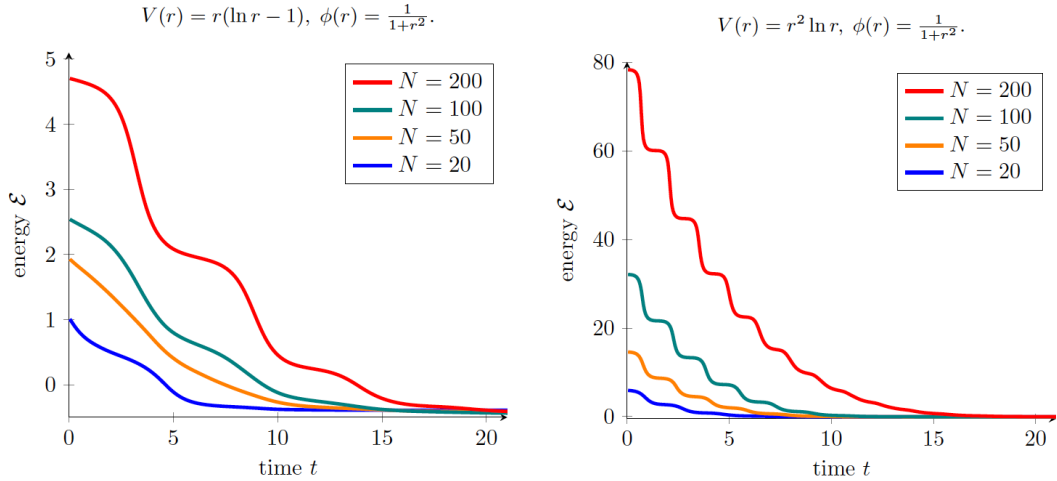 V(r) = r(ln r − 1), ϕ(r) = 1/(1+r²).
5
4
3
2
1
0
energy ℰ
0 5 10 15 20
time t
N = 200
N = 100
N = 50
N = 20
V(r) = r² ln r, ϕ(r) = 1/(1+r²).
80
60
40
20
0
energy ℰ
0 5 10 15 20
time t
N = 200
N = 100
N = 50
N = 20